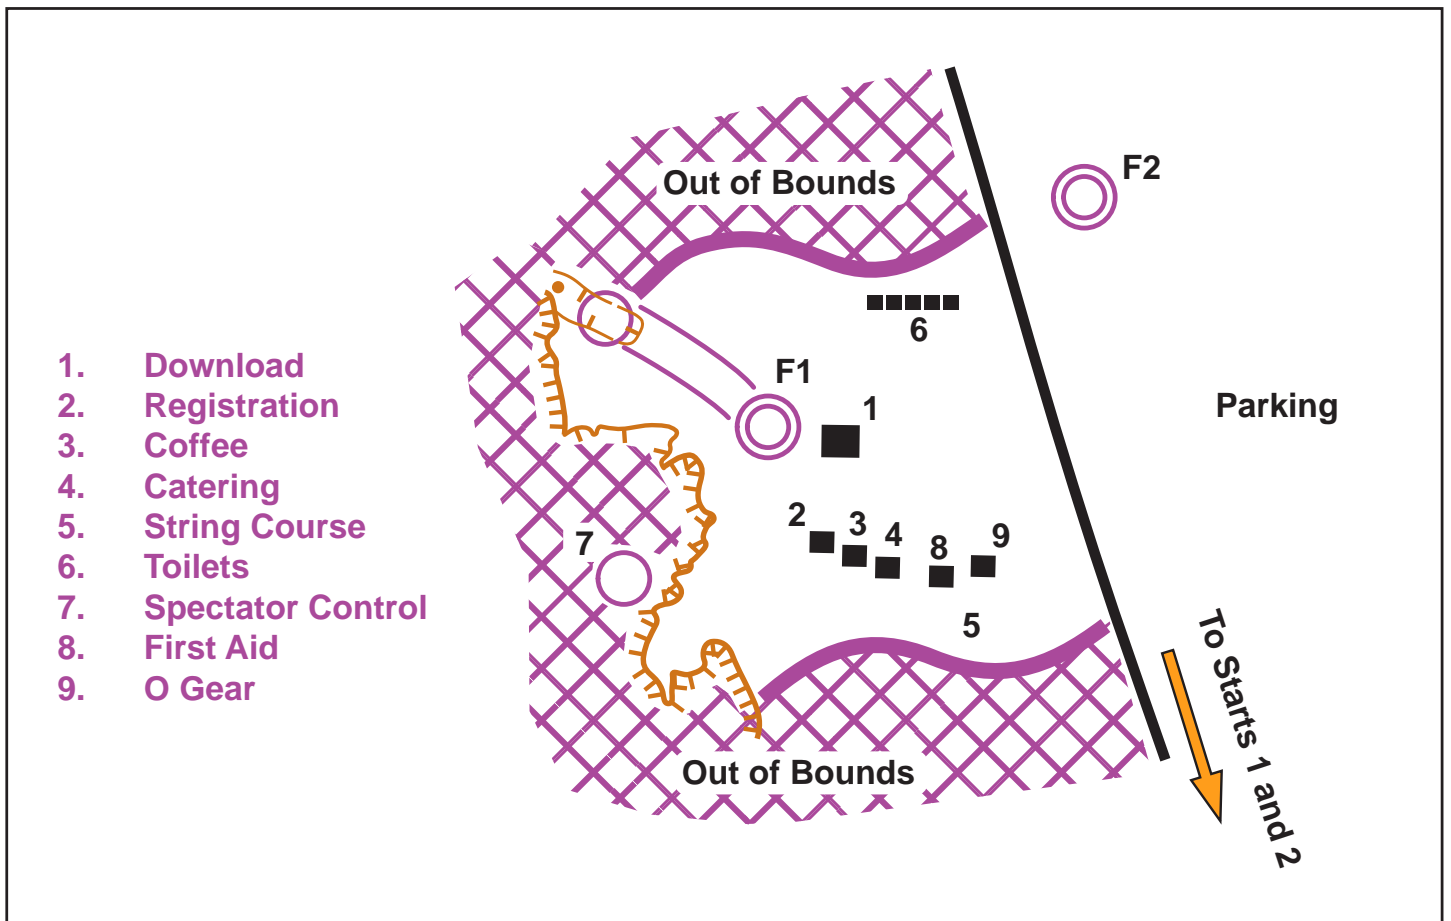 Out of Bounds
F2
6
F1
1
Parking
1. Download
2. Registration
3. Coffee
4. Catering
5. String Course
6. Toilets
7. Spectator Control
8. First Aid
9. O Gear
2
3
4
8
9
7
5
To Starts 1 and 2
Out of Bounds